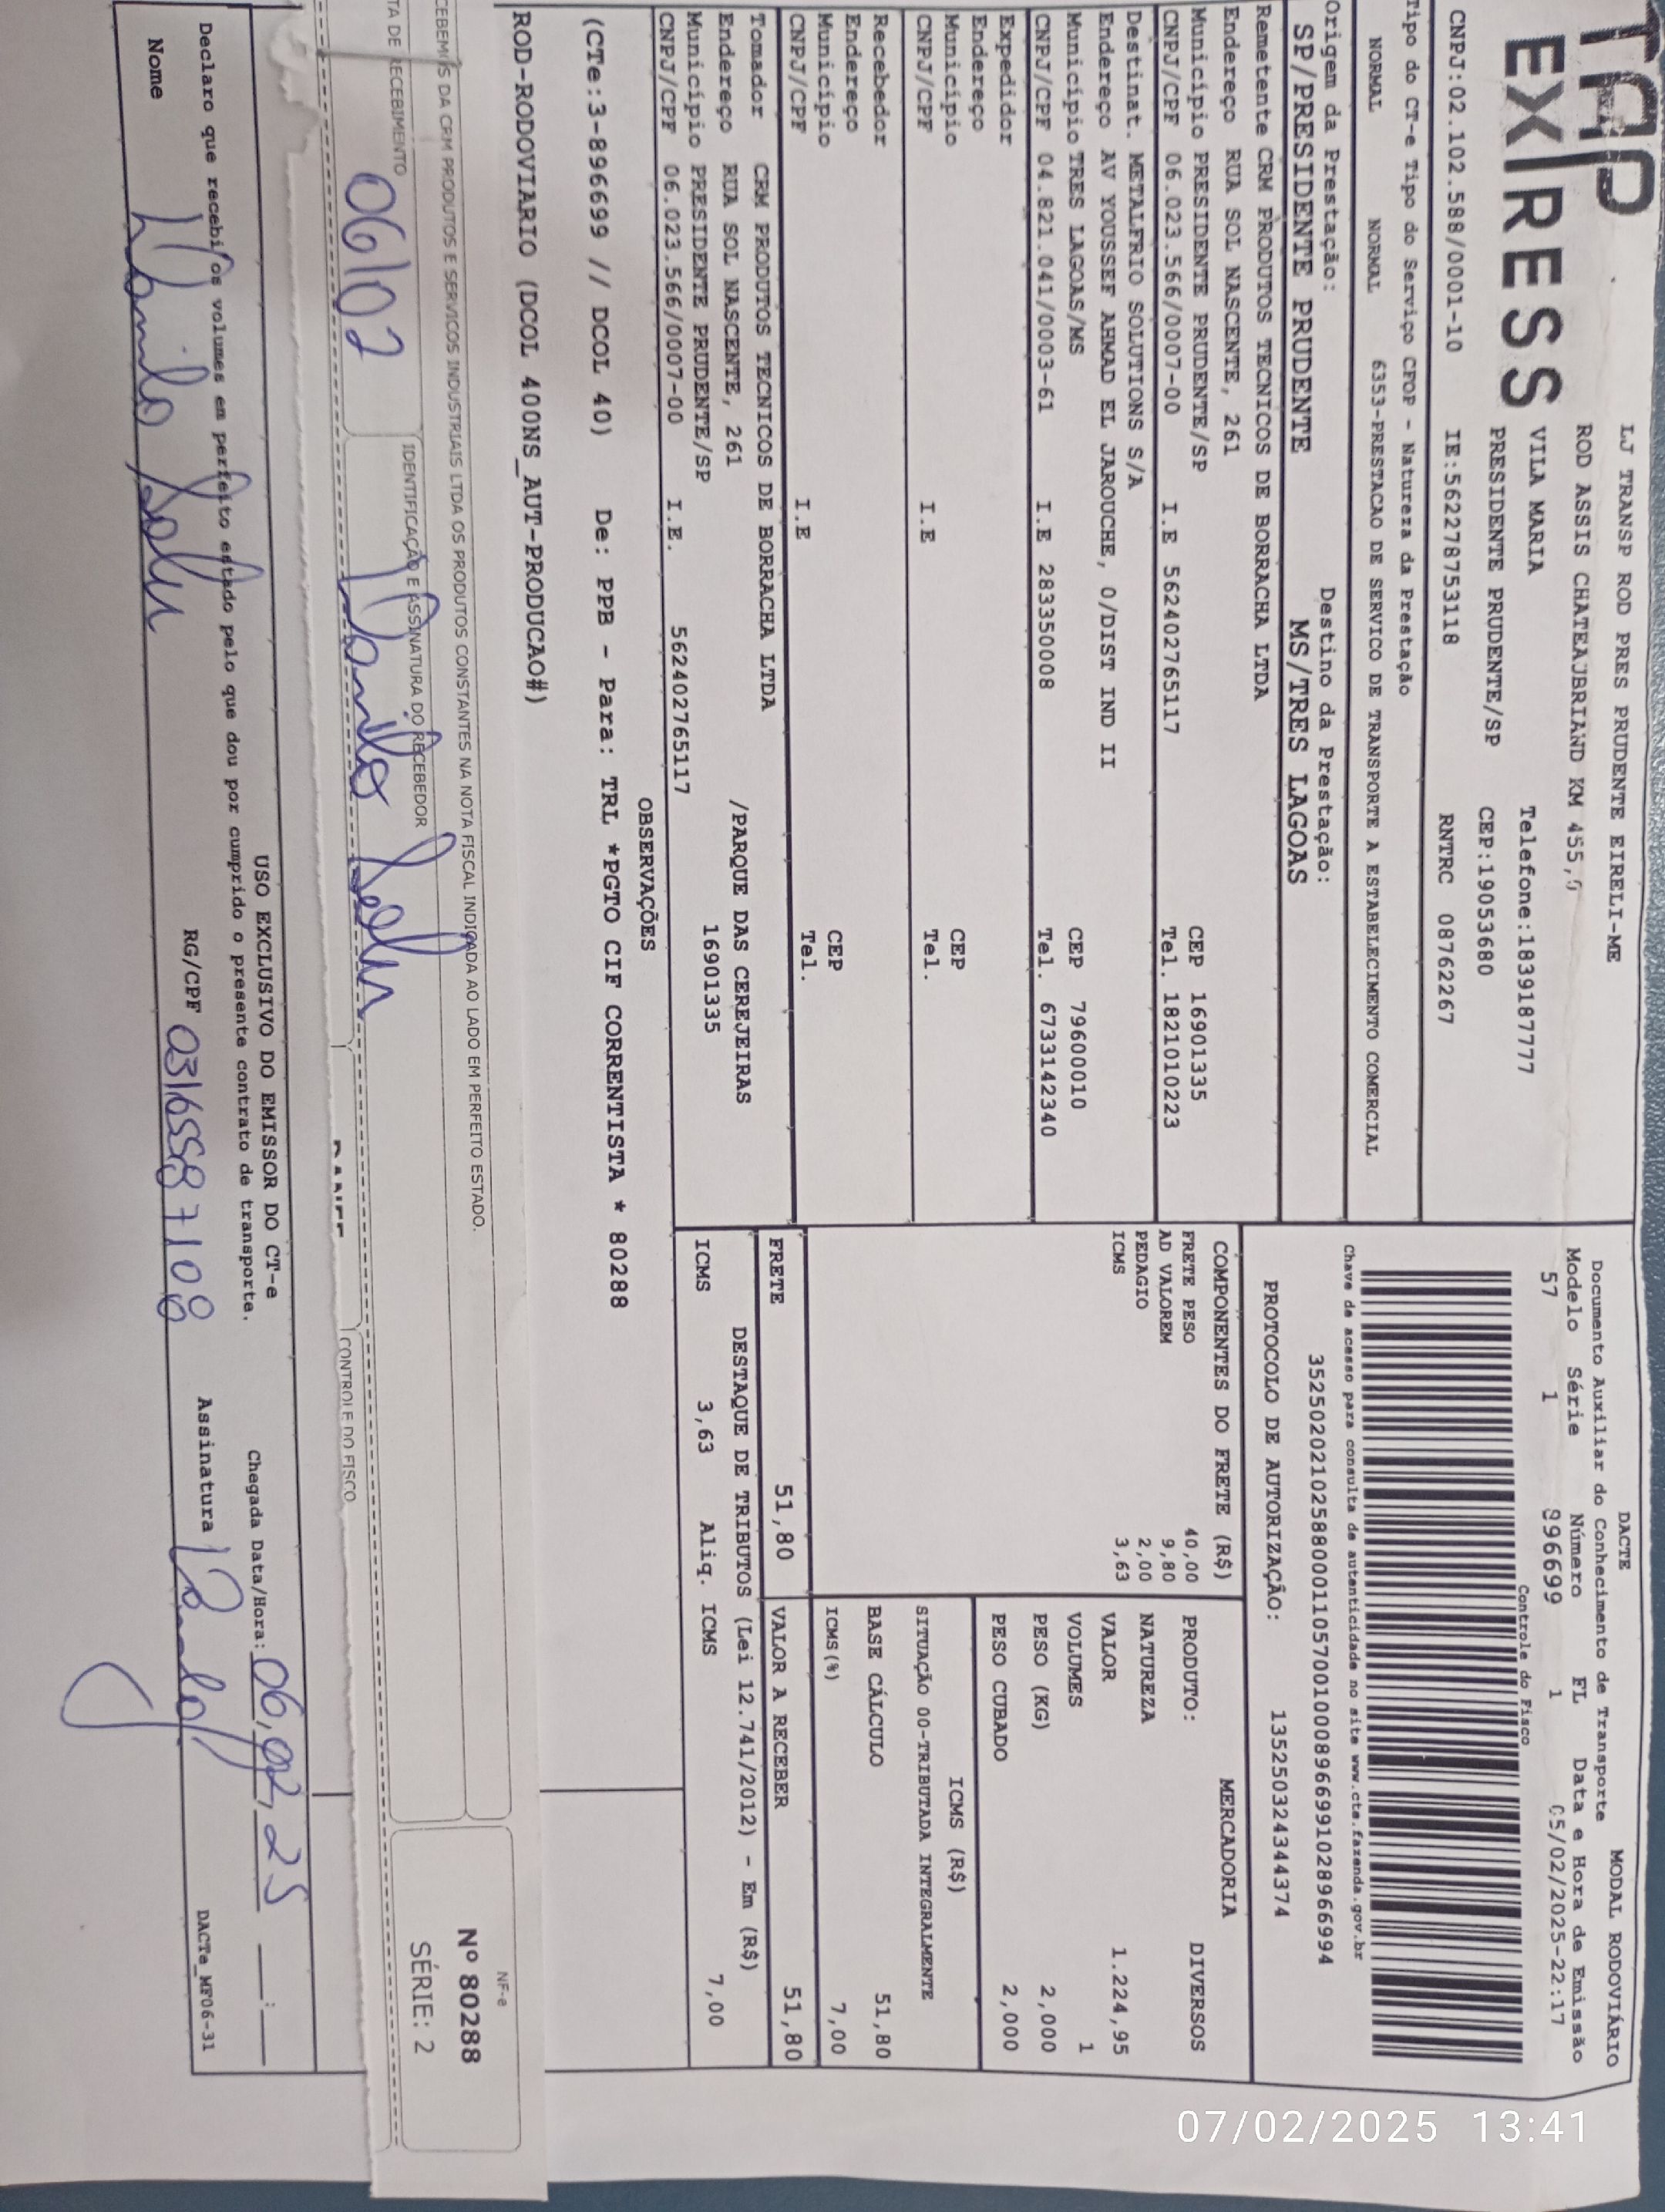 TAP
EXPRESS
LJ TRANSP ROD PRES PRUDENTE EIRELI-ME
ROD ASSIS CHATEAJBRIAND KM 455,0
VILA MARIA Telefone:1839187777
PRESIDENTE PRUDENTE/SP CEP:19053680
CNPJ:02.102.588/0001-10 IE:562278753118 RNTRC 08762267
DACTE MODAL RODOVIÁRIO
Documento Auxiliar do Conhecimento de Transporte
Modelo Série Número FL Data e Hora de Emissão
57 1 896699 1 05/02/2025-22:17
Controle do Fisco
Tipo do CT-e Tipo do Serviço CFOP - Natureza da Prestação
NORMAL NORMAL 6353-PRESTACAO DE SERVICO DE TRANSPORTE A ESTABELECIMENTO COMERCIAL
Chave de acesso para consulta de autenticidade no site www.cte.fazenda.gov.br
35250202102588000110570010008966991028966994
Origem da Prestação: Destino da Prestação:
SP/PRESIDENTE PRUDENTE MS/TRES LAGOAS
PROTOCOLO DE AUTORIZAÇÃO: 135250324344374
Remetente CRM PRODUTOS TECNICOS DE BORRACHA LTDA
Endereço RUA SOL NASCENTE, 261
Município PRESIDENTE PRUDENTE/SP CEP 16901335
CNPJ/CPF 06.023.566/0007-00 I.E 562402765117 Tel. 1821010223
Destinat. METALFRIO SOLUTIONS S/A
Endereço AV YOUSSEF AHMAD EL JAROUCHE, 0/DIST IND II
Município TRES LAGOAS/MS CEP 79600010
CNPJ/CPF 04.821.041/0003-61 I.E 283350008 Tel. 6733142340
Expedidor
Endereço
Município CEP
CNPJ/CPF I.E Tel.
Recebedor
Endereço
Município CEP
CNPJ/CPF I.E Tel.
Tomador CRM PRODUTOS TECNICOS DE BORRACHA LTDA
Endereço RUA SOL NASCENTE, 261 /PARQUE DAS CEREJEIRAS
Município PRESIDENTE PRUDENTE/SP 16901335
CNPJ/CPF 06.023.566/0007-00 I.E. 562402765117
COMPONENTES DO FRETE (R$)
FRETE PESO 40,00
AD VALOREM 9,80
PEDAGIO 2,00
ICMS 3,63
MERCADORIA
PRODUTO: DIVERSOS
NATUREZA
VALOR 1.224,95
VOLUMES 1
PESO (KG) 2,000
PESO CUBADO 2,000
ICMS (R$)
SITUAÇÃO 00-TRIBUTADA INTEGRALMENTE
BASE CÁLCULO 51,80
ICMS(%) 7,00
FRETE 51,80 VALOR A RECEBER 51,80
DESTAQUE DE TRIBUTOS (Lei 12.741/2012) - Em (R$)
ICMS 3,63 Aliq. ICMS 7,00
OBSERVAÇÕES
(CTe:3-896699 // DCOL 40) De: PPB - Para: TRL *PGTO CIF CORRENTISTA * 80288
ROD-RODOVIARIO (DCOL 400NS_AUT-PRODUCAO#)
CEBEMOS DA CRM PRODUTOS E SERVICOS INDUSTRIAIS LTDA OS PRODUTOS CONSTANTES NA NOTA FISCAL INDICADA AO LADO EM PERFEITO ESTADO.
TA DE RECEBIMENTO IDENTIFICAÇÃO E ASSINATURA DO RECEBEDOR
06/02 Danilo
NF-e
Nº 80288
SÉRIE: 2
CONTROLE DO FISCO
USO EXCLUSIVO DO EMISSOR DO CT-e
Declaro que recebi os volumes em perfeito estado pelo que dou por cumprido o presente contrato de transporte.
Chegada Data/Hora: 06,02,25 :
Nome Danilo RG/CPF 03165587108 Assinatura Danilo
DACTe_MF06-31
07/02/2025 13:41